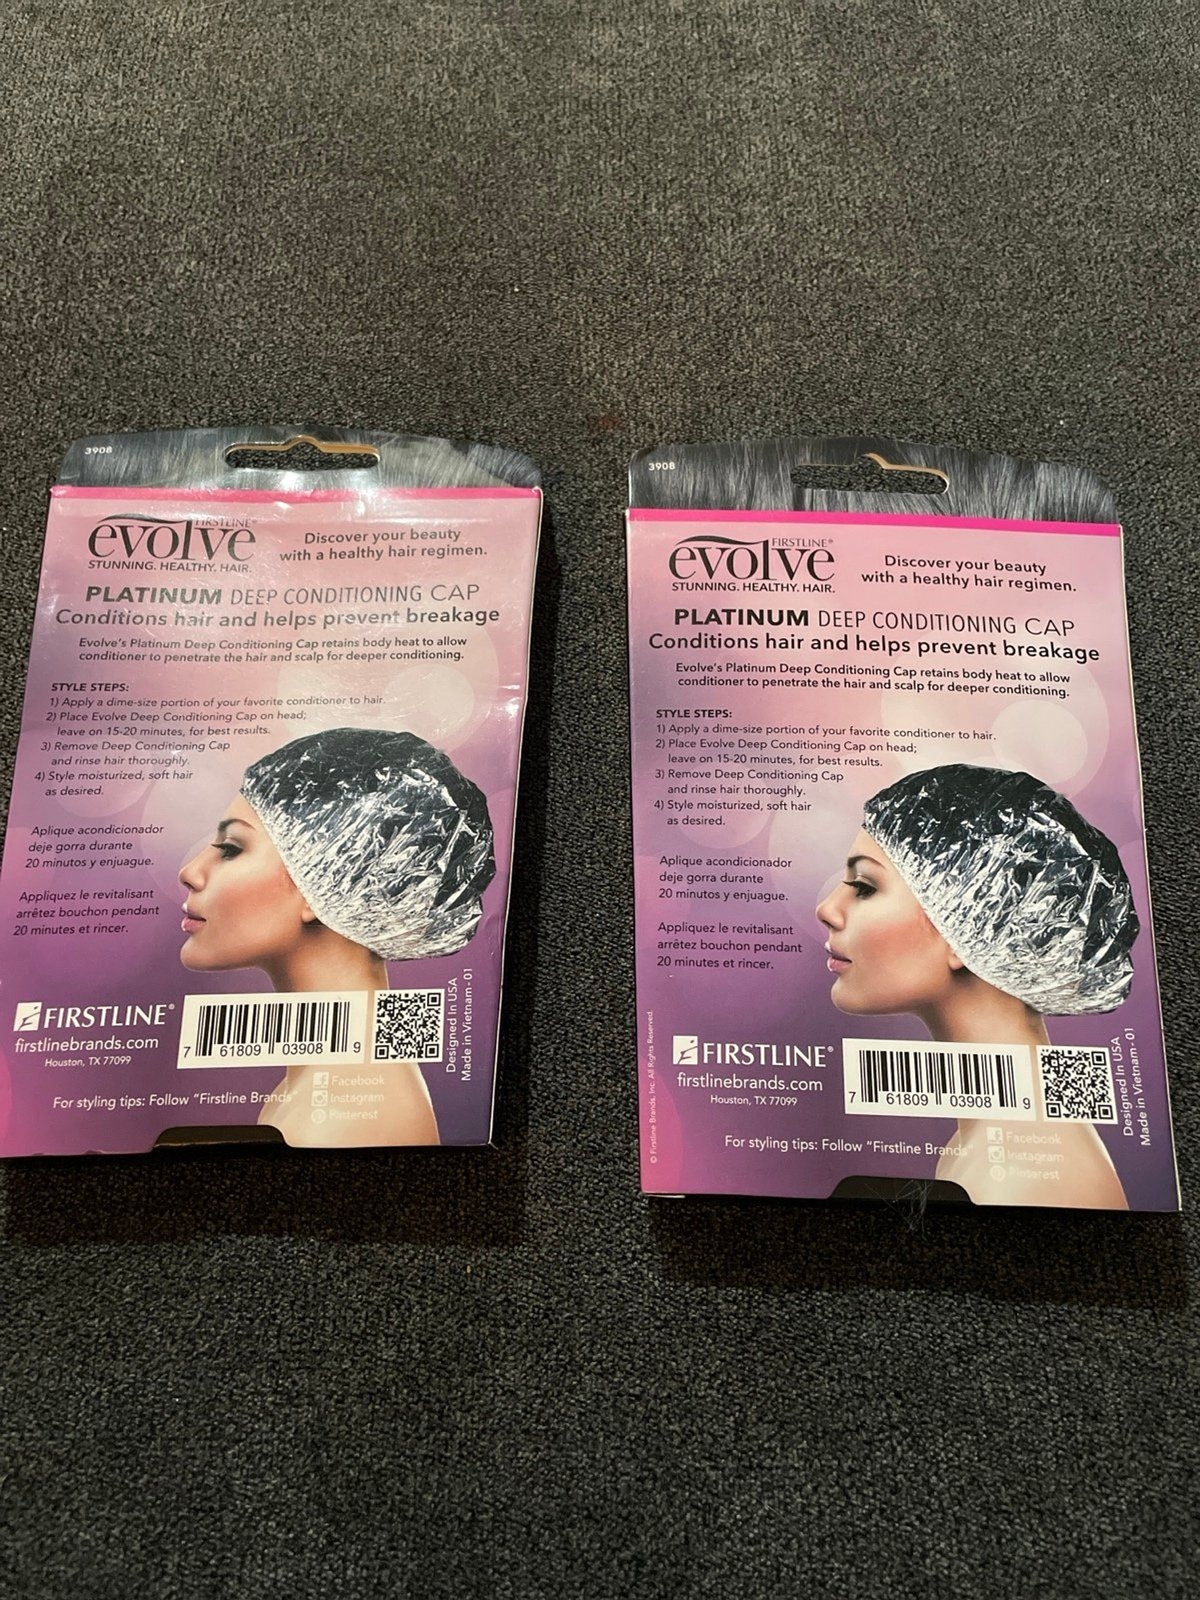 3908
FIRSTLINE®
evolve
STUNNING. HEALTHY. HAIR.
Discover your beauty
with a healthy hair regimen.
PLATINUM DEEP CONDITIONING CAP
Conditions hair and helps prevent breakage
Evolve's Platinum Deep Conditioning Cap retains body heat to allow
conditioner to penetrate the hair and scalp for deeper conditioning.
STYLE STEPS:
1) Apply a dime-size portion of your favorite conditioner to hair.
2) Place Evolve Deep Conditioning Cap on head;
leave on 15-20 minutes, for best results.
3) Remove Deep Conditioning Cap
and rinse hair thoroughly.
4) Style moisturized, soft hair
as desired.
Aplique acondicionador
deje gorra durante
20 minutos y enjuague.
Appliquez le revitalisant
arrêtez bouchon pendant
20 minutes et rincer.
FIRSTLINE®
firstlinebrands.com
Houston, TX 77099
7 61809 03908 9
Designed In USA
Made in Vietnam-01
For styling tips: Follow "Firstline Brands"
Facebook
Instagram
Pinterest
3908
FIRSTLINE®
evolve
STUNNING. HEALTHY. HAIR.
Discover your beauty
with a healthy hair regimen.
PLATINUM DEEP CONDITIONING CAP
Conditions hair and helps prevent breakage
Evolve's Platinum Deep Conditioning Cap retains body heat to allow
conditioner to penetrate the hair and scalp for deeper conditioning.
STYLE STEPS:
1) Apply a dime-size portion of your favorite conditioner to hair.
2) Place Evolve Deep Conditioning Cap on head;
leave on 15-20 minutes, for best results.
3) Remove Deep Conditioning Cap
and rinse hair thoroughly.
4) Style moisturized, soft hair
as desired.
Aplique acondicionador
deje gorra durante
20 minutos y enjuague.
Appliquez le revitalisant
arrêtez bouchon pendant
20 minutes et rincer.
© Firstline Brands, Inc. All Rights Reserved.
FIRSTLINE®
firstlinebrands.com
Houston, TX 77099
7 61809 03908 9
Designed In USA
Made in Vietnam-01
For styling tips: Follow "Firstline Brands"
Facebook
Instagram
Pinterest